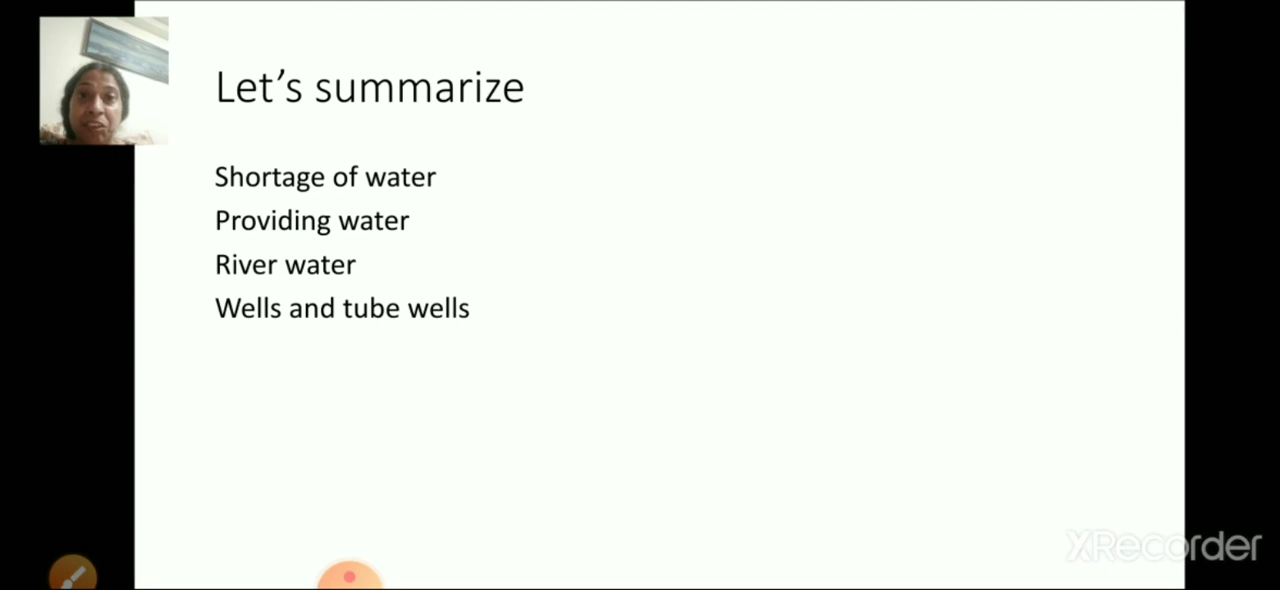 Let’s summarize
Shortage of water
Providing water
River water
Wells and tube wells
XRecorder